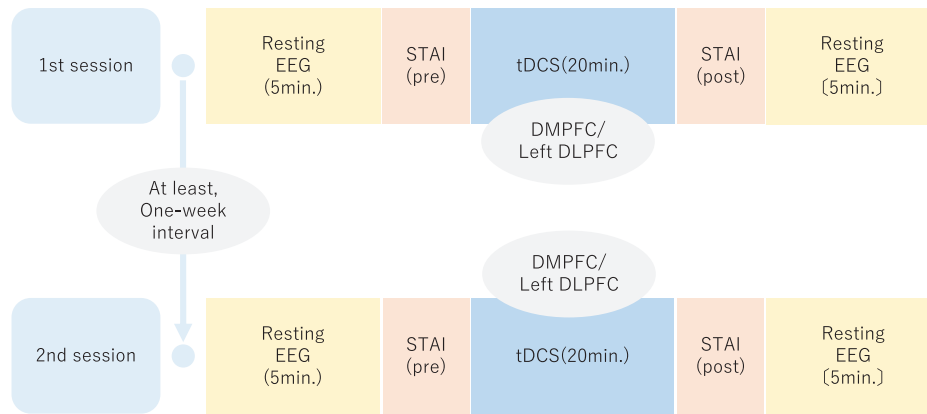 1st session
Resting
EEG
(5min.)
STAI
(pre)
tDCS(20min.)
STAI
(post)
Resting
EEG
〔5min.〕
DMPFC/
Left DLPFC
At least,
One-week
interval
DMPFC/
Left DLPFC
2nd session
Resting
EEG
(5min.)
STAI
(pre)
tDCS(20min.)
STAI
(post)
Resting
EEG
〔5min.〕